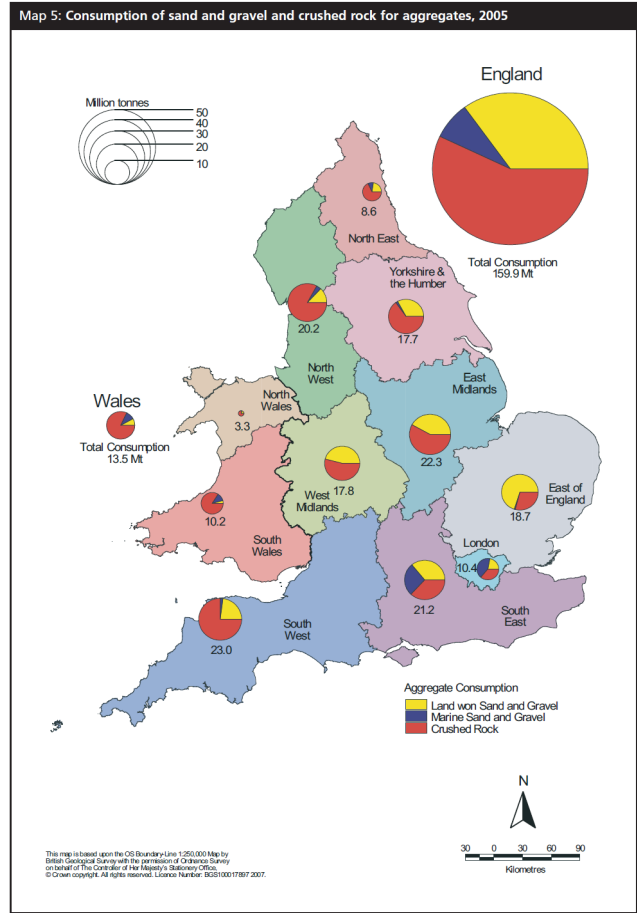 Map 5: Consumption of sand and gravel and crushed rock for aggregates, 2005
England
Million tonnes
50
40
30
20
10
8.6
North East
Total Consumption
159.9 Mt
Yorkshire &
the Humber
20.2
17.7
North
West
East
Midlands
Wales
North
Wales
3.3
Total Consumption
13.5 Mt
22.3
17.8
West
Midlands
East of
England
18.7
10.2
South
Wales
London
10.4
21.2
South
East
South
West
23.0
Aggregate Consumption
Land won Sand and Gravel
Marine Sand and Gravel
Crushed Rock
N
30 0 30 60 90
Kilometres
This map is based upon the OS Boundary-Line 1:250,000 Map by
British Geological Survey with the permission of Ordnance Survey
on behalf of The Controller of Her Majesty's Stationery Office,
© Crown copyright. All rights reserved. Licence Number: BGS100017897 2007.